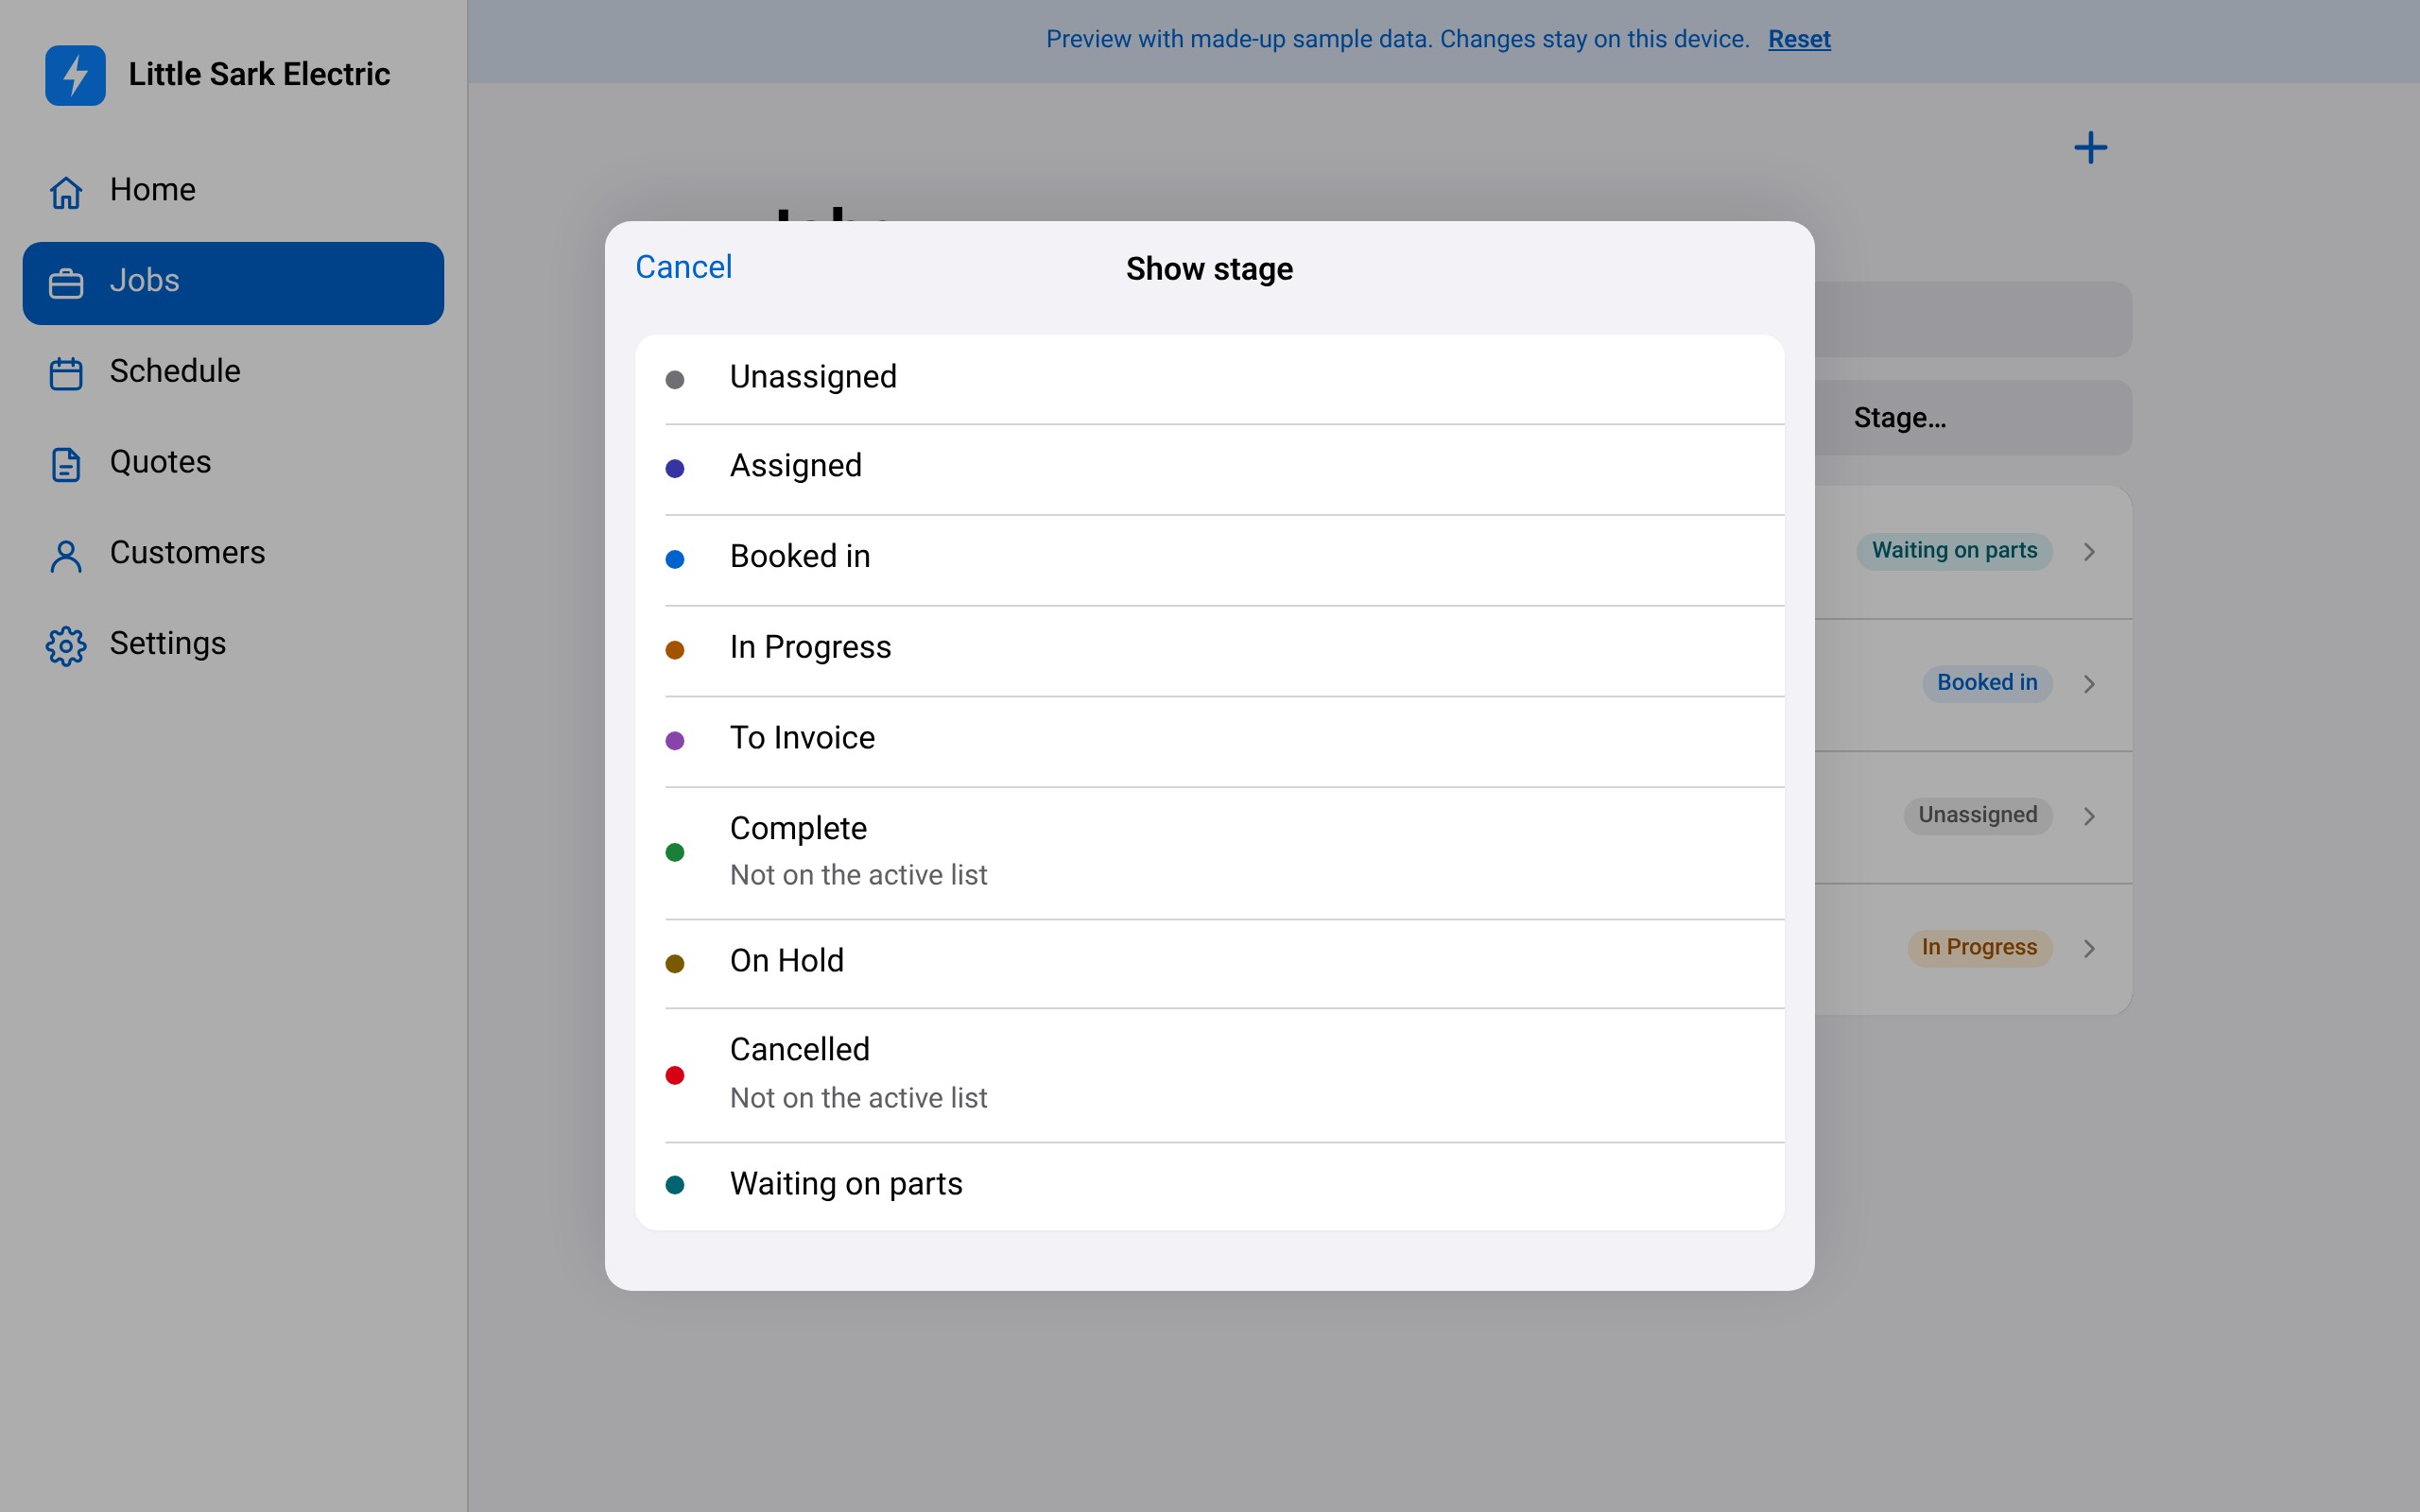 Little Sark Electric
Home
Jobs
Schedule
Quotes
Customers
Settings
Preview with made-up sample data. Changes stay on this device. Reset
Cancel
Show stage
Unassigned
Assigned
Booked in
In Progress
To Invoice
Complete
Not on the active list
On Hold
Cancelled
Not on the active list
Waiting on parts
Stage...
Waiting on parts
Booked in
Unassigned
In Progress